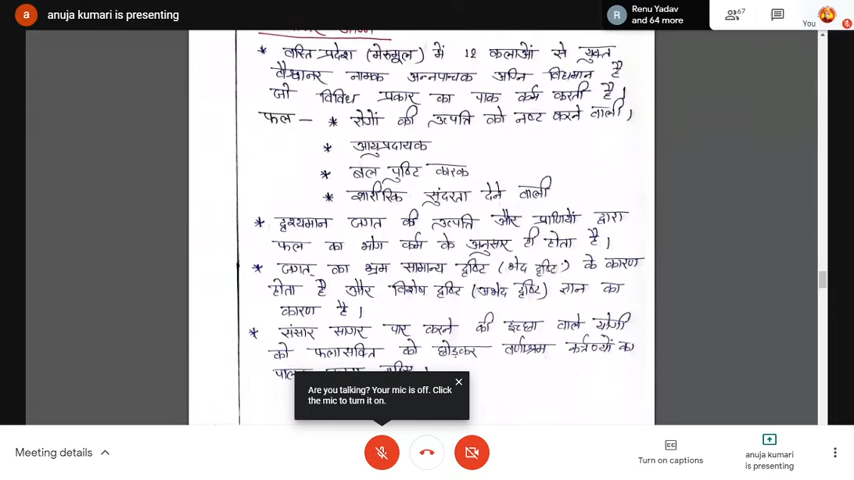 a anuja kumari is presenting
R Renu Yadav and 64 more
67
You
* वस्ति प्रदेश (मेरुमूल) में 12 कलाओं से युक्त
वैश्वानर नामक अन्नपाचक अग्नि विद्यमान है
जो विविध प्रकार का पाक कर्म करती है।
फल – * रोगों की उत्पत्ति को नष्ट करने वाली,
* आयुप्रदायक
* बल पुष्टि कारक
* शारीरिक सुंदरता देने वाली
* दृश्यमान जगत की उत्पत्ति और प्राणियों द्वारा
फल का भोग कर्म के अनुसार ही होता है।
* जगत् का भ्रम सामान्य दृष्टि (भेद दृष्टि) के कारण
होता है और विशेष दृष्टि (अभेद दृष्टि) ज्ञान का
कारण है।
* संसार सागर पार करने की इच्छा वाले योगी
को फलासक्ति को छोड़कर वर्णाश्रम कर्त्तव्यों का
Are you talking? Your mic is off. Click
the mic to turn it on.
Meeting details
Turn on captions
anuja kumari
is presenting